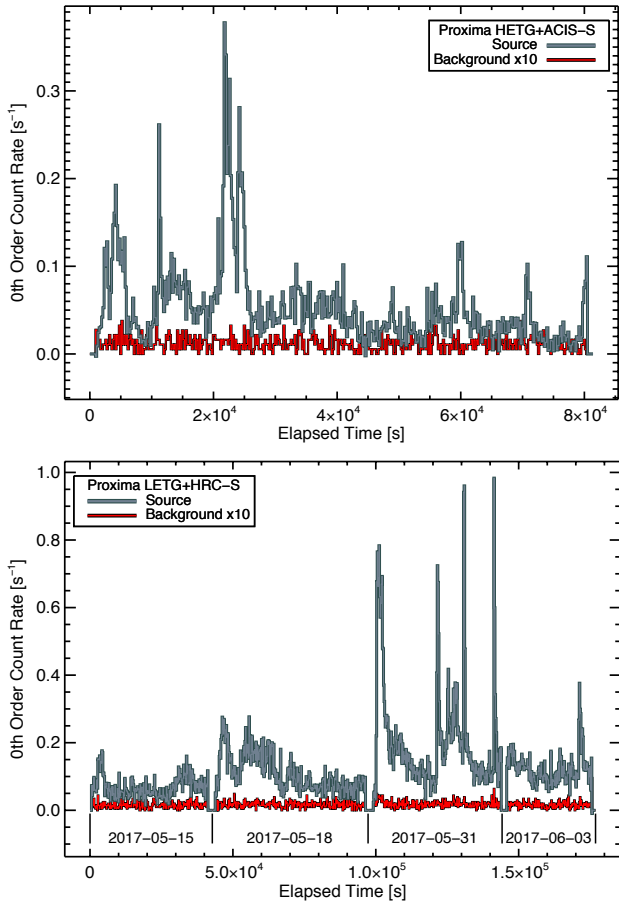 Proxima HETG+ACIS−S
Source
Background x10
0.3
0.2
0.1
0.0
0th Order Count Rate [s⁻¹]
0 2×10⁴ 4×10⁴ 6×10⁴ 8×10⁴
Elapsed Time [s]
Proxima LETG+HRC−S
Source
Background x10
1.0
0.8
0.6
0.4
0.2
0.0
0th Order Count Rate [s⁻¹]
2017−05−15 2017−05−18 2017−05−31 2017−06−03
0 5.0×10⁴ 1.0×10⁵ 1.5×10⁵
Elapsed Time [s]